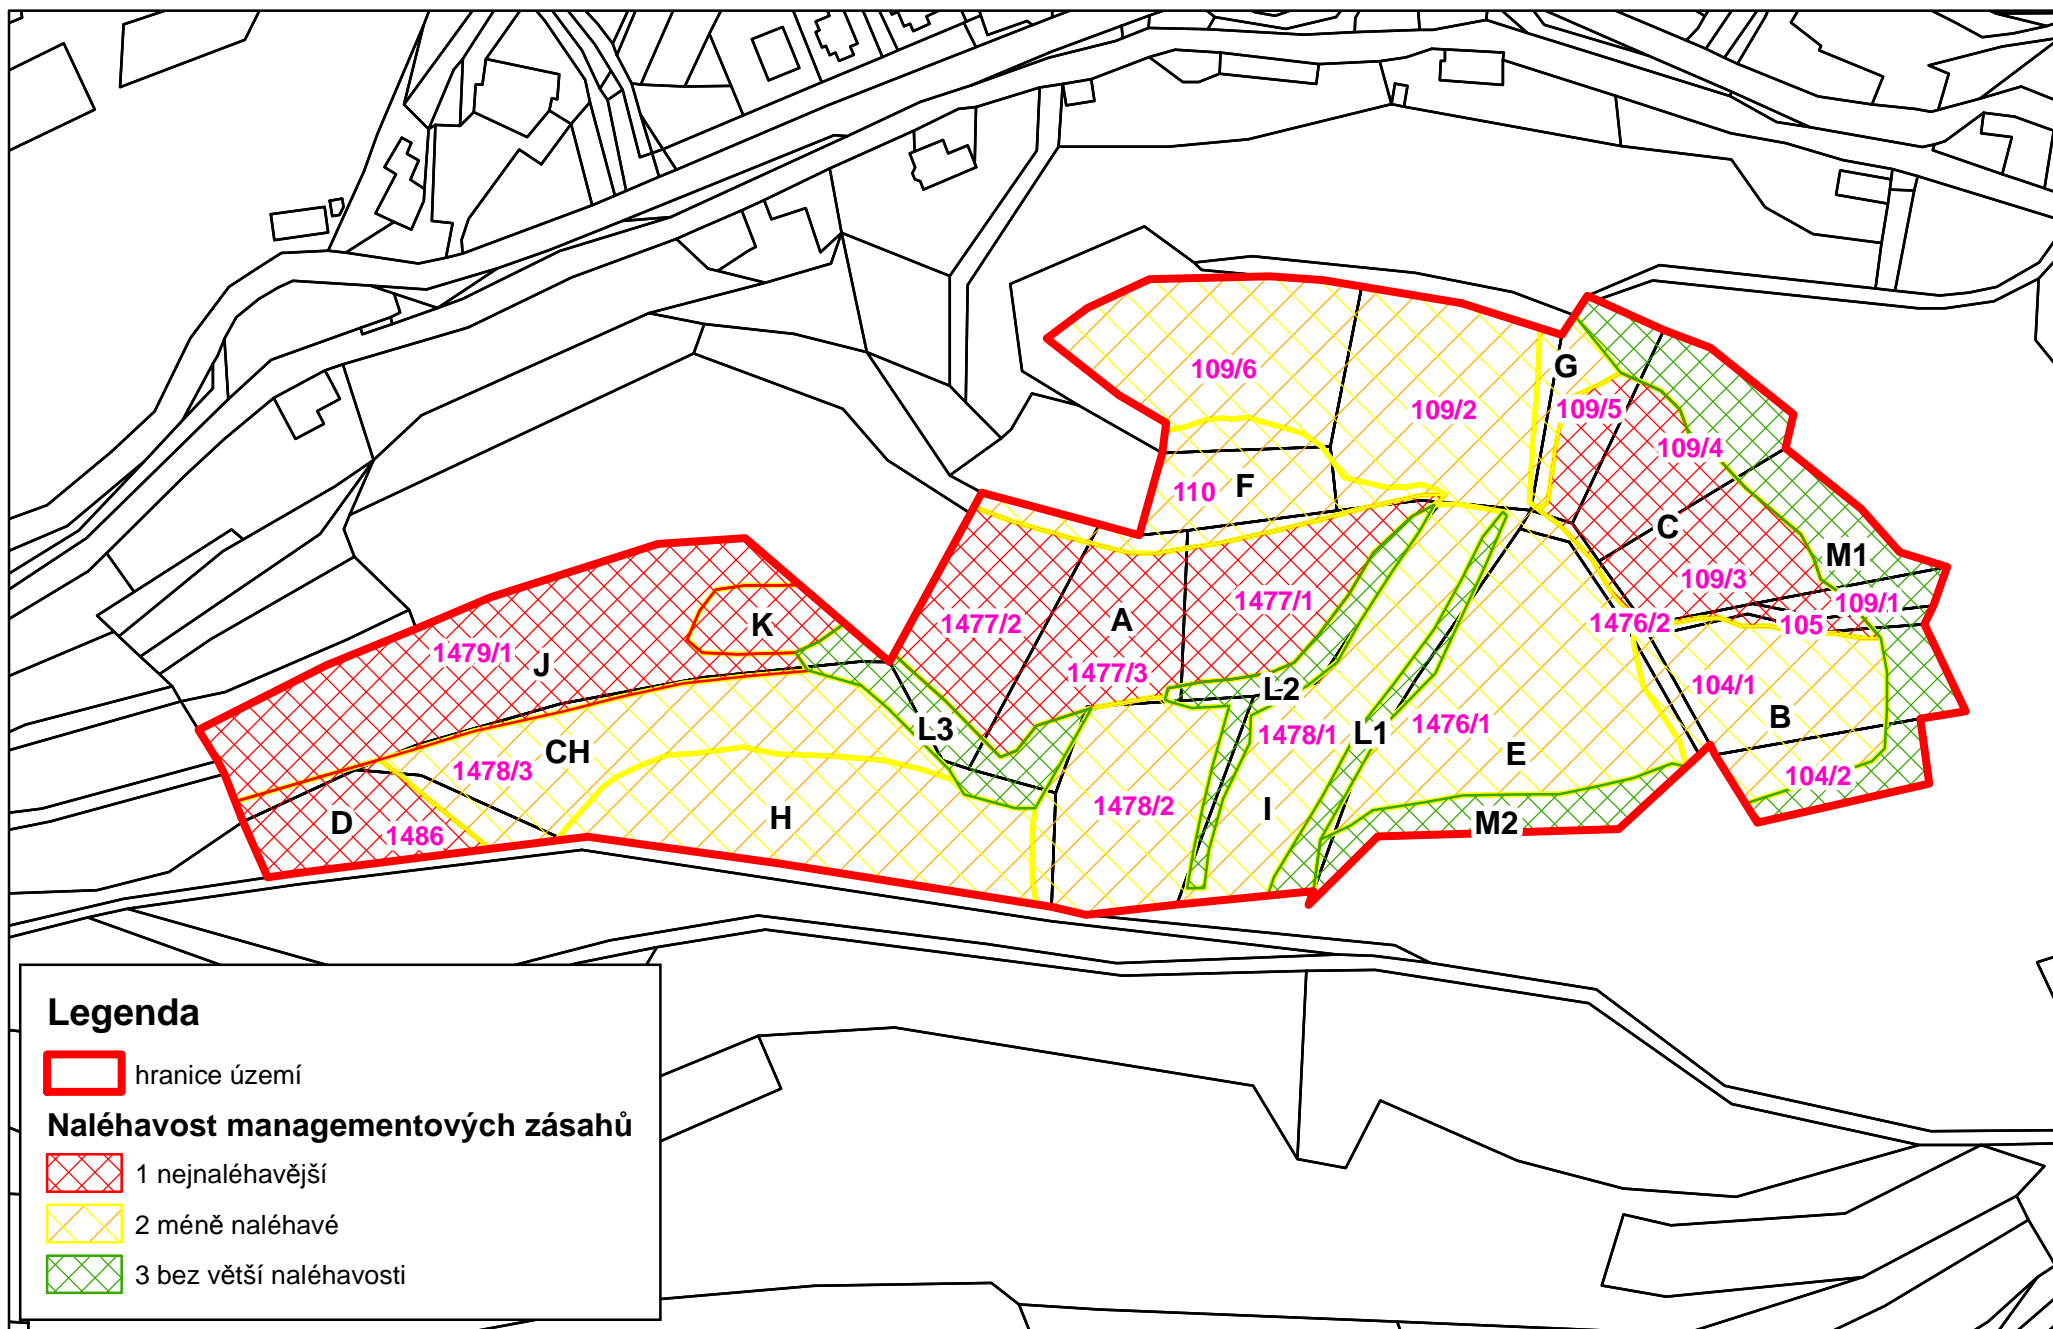 G
109/6
109/2
109/5
109/4
F
110
C
M1
109/3
109/1
1477/1
1477/2
A
1476/2
105
K
1479/1
J
1477/3
104/1
L2
B
L3
1478/1
L1
1476/1
CH
E
1478/3
104/2
1478/2
I
H
D
1486
M2
Legenda
hranice území
Naléhavost managementových zásahů
1 nejnaléhavější
2 méně naléhavé
3 bez větší naléhavosti